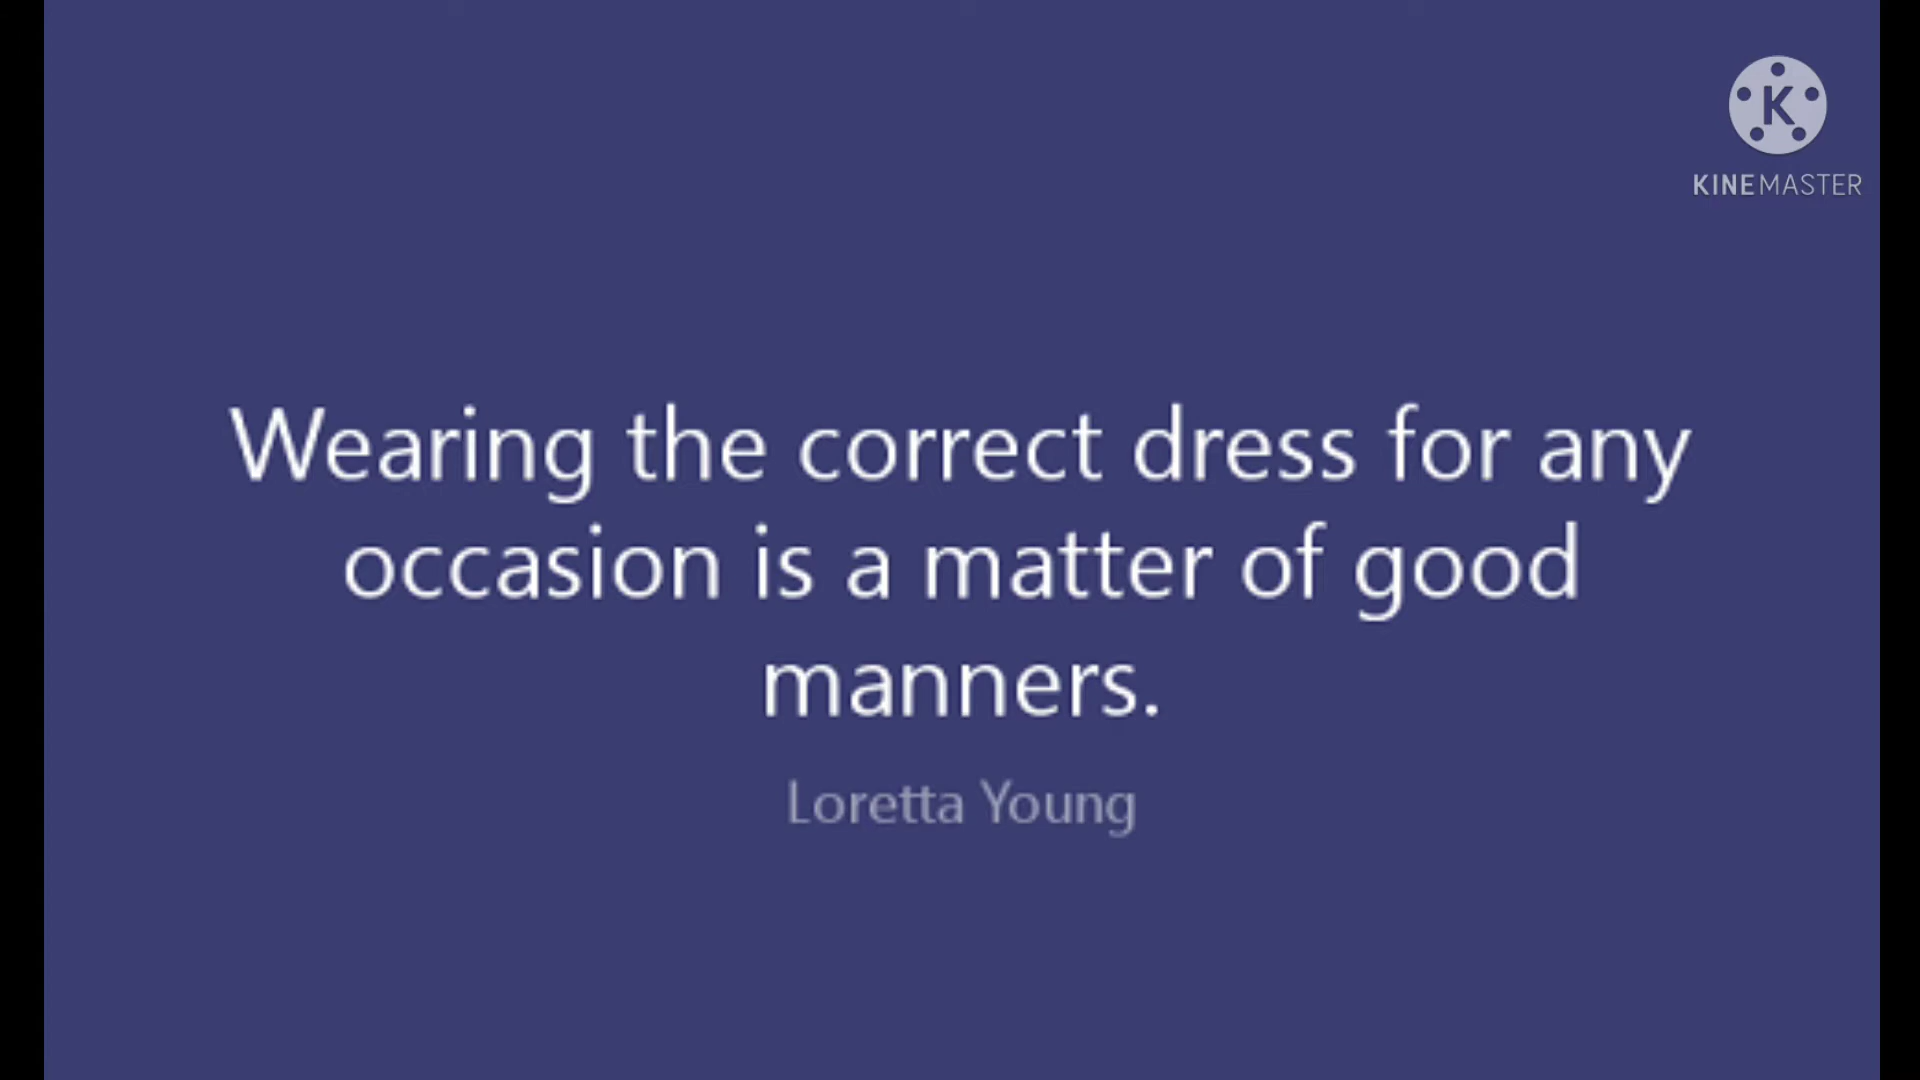 K
KINEMASTER
Wearing the correct dress for any
occasion is a matter of good
manners.
Loretta Young